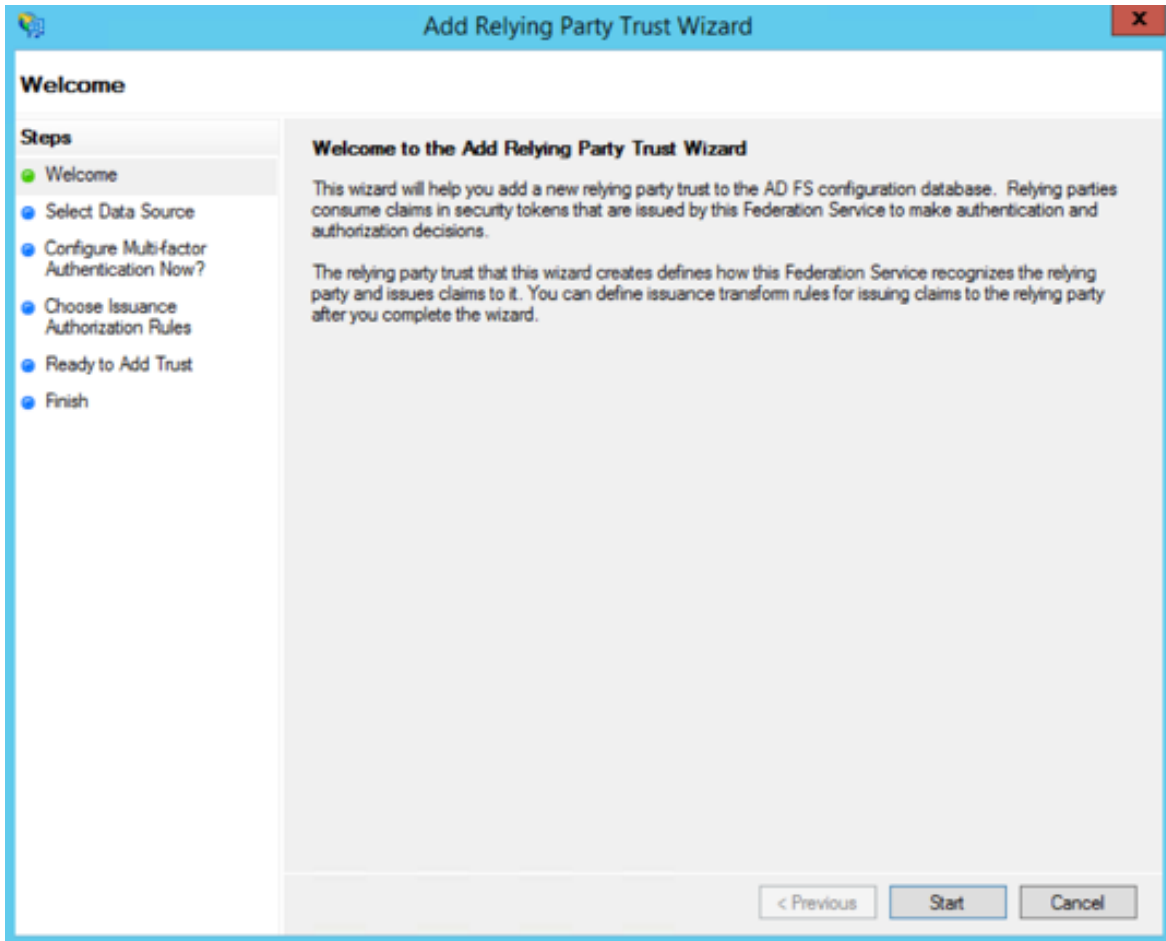 Add Relying Party Trust Wizard
x
Welcome
Steps
Welcome
Select Data Source
Configure Multi-factor
Authentication Now?
Choose Issuance
Authorization Rules
Ready to Add Trust
Finish
Welcome to the Add Relying Party Trust Wizard
This wizard will help you add a new relying party trust to the AD FS configuration database.  Relying parties
consume claims in security tokens that are issued by this Federation Service to make authentication and
authorization decisions.
The relying party trust that this wizard creates defines how this Federation Service recognizes the relying
party and issues claims to it. You can define issuance transform rules for issuing claims to the relying party
after you complete the wizard.
< Previous
Start
Cancel